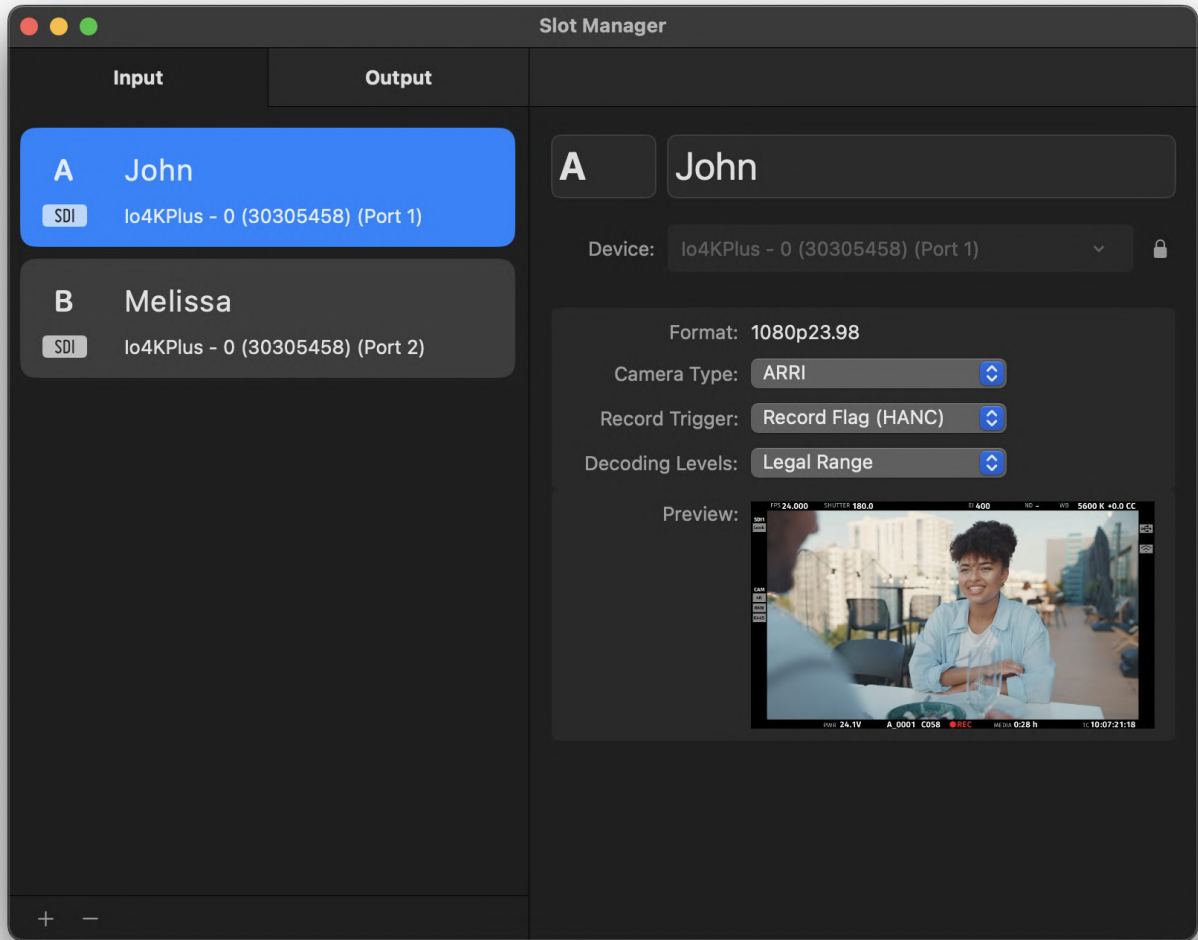 Slot Manager
Input
Output
A John
SDI Io4KPlus - 0 (30305458) (Port 1)
B Melissa
SDI Io4KPlus - 0 (30305458) (Port 2)
A John
Device: Io4KPlus - 0 (30305458) (Port 1)
Format: 1080p23.98
Camera Type: ARRI
Record Trigger: Record Flag (HANC)
Decoding Levels: Legal Range
Preview:
FPS 24.000 SHUTTER 180.0 EI 400 ND - WB 5600 K +0.0 CC
SDI1
CAM
PWR 24.1V A_0001 C058 REC MEDIA 0:28 h TC 10:07:21:18
+ −